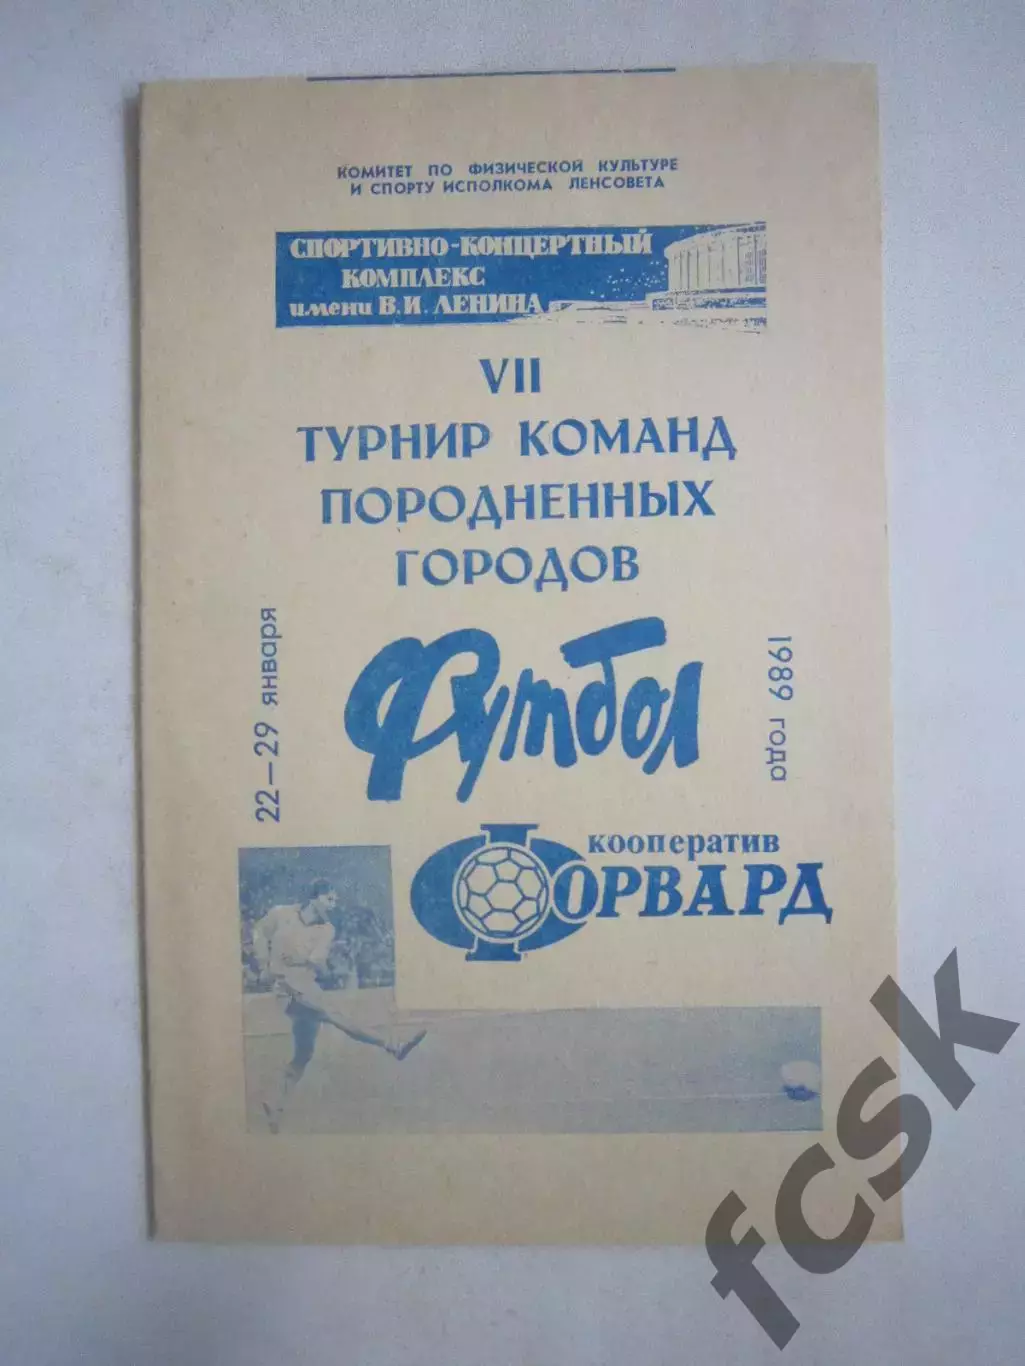 КОМИТЕТ ПО ФИЗИЧЕСКОЙ КУЛЬТУРЕ
И СПОРТУ ИСПОЛКОМА ЛЕНСОВЕТА
СПОРТИВНО-КОНЦЕРТНЫЙ
КОМПЛЕКС
имени В.И. ЛЕНИНА
VII
ТУРНИР КОМАНД
ПОРОДНЕННЫХ
ГОРОДОВ
22—29 января
Футбол
1989 года
кооператив
ФОРВАРД
fcsk